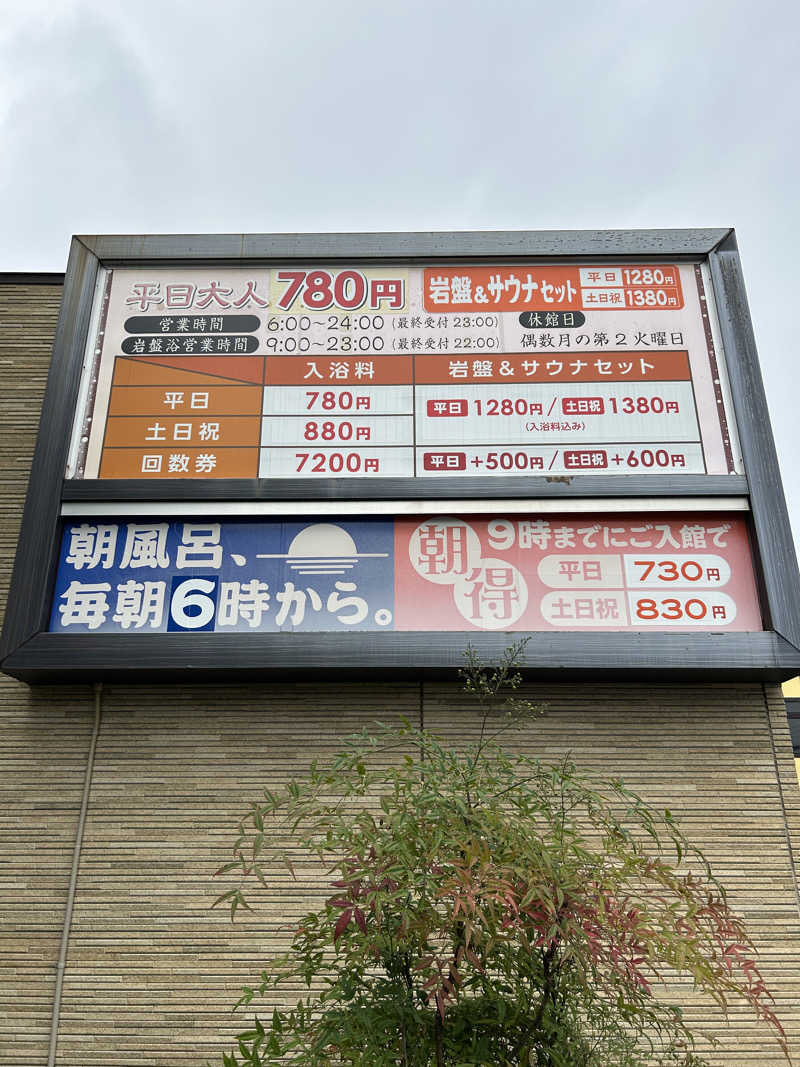 平日大人780円
岩盤&サウナセット 平日1280円 土日祝1380円
営業時間 6:00～24:00(最終受付 23:00) 休館日
岩盤浴営業時間 9:00～23:00(最終受付 22:00) 偶数月の第2火曜日
入浴料 岩盤&サウナセット
平日 780円 平日 1280円/土日祝 1380円
(入浴料込み)
土日祝 880円
回数券 7200円 平日 +500円/土日祝 +600円
朝風呂、
毎朝6時から。
朝得
9時までにご入館で
平日 730円
土日祝 830円